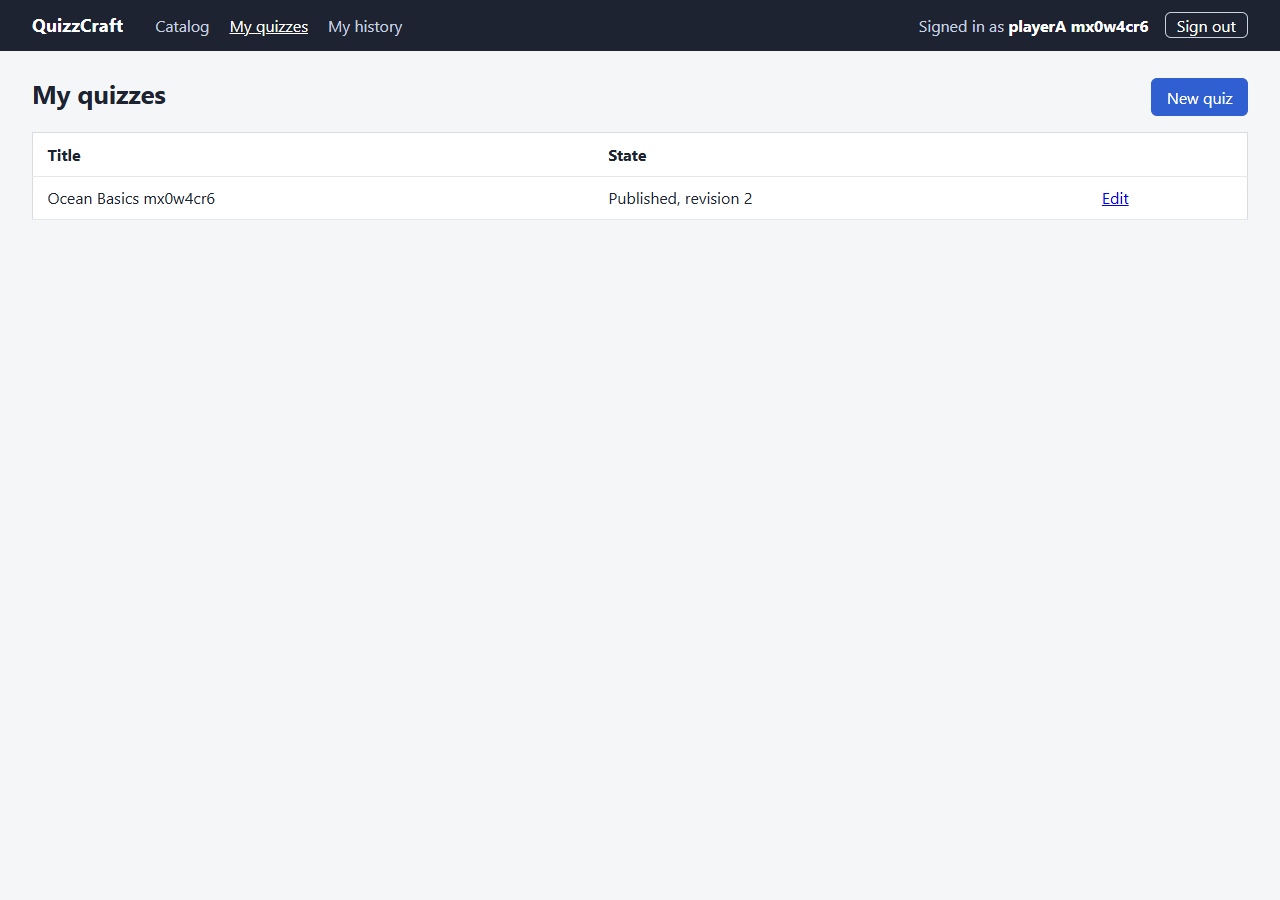 QuizzCraft Catalog My quizzes My history Signed in as playerA mx0w4cr6 Sign out
My quizzes New quiz
Title State
Ocean Basics mx0w4cr6 Published, revision 2 Edit